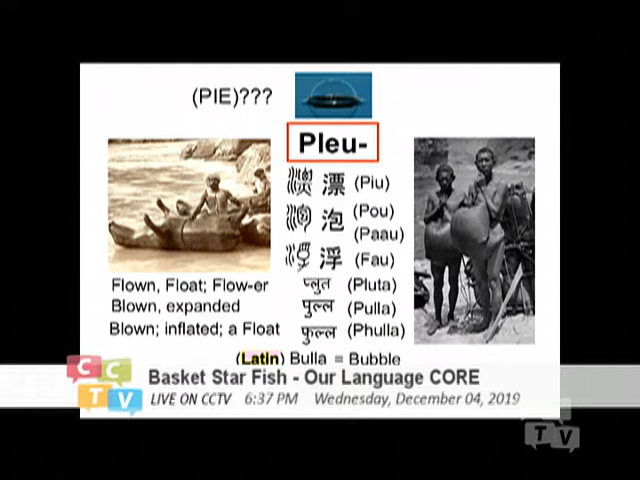 (PIE)???
Pleu-
漂 (Piu)
泡 (Pou)
(Paau)
浮 (Fau)
Flown, Float; Flow-er प्लुत (Pluta)
Blown, expanded पुल्ल (Pulla)
Blown; inflated; a Float फुल्ल (Phulla)
(Latin) Bulla = Bubble
CCTV
Basket Star Fish - Our Language CORE
LIVE ON CCTV 6:37 PM Wednesday, December 04, 2019
TV